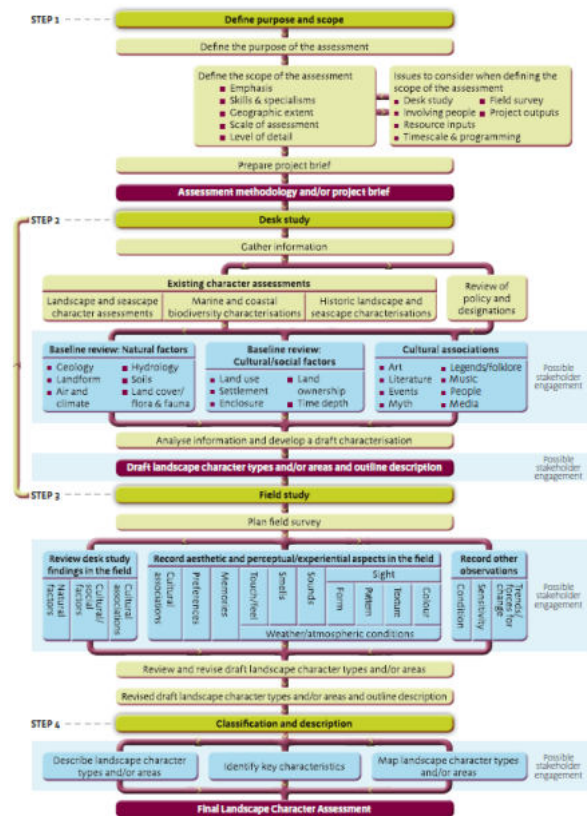 STEP 1
Define purpose and scope
Define the purpose of the assessment
Define the scope of the assessment
Emphasis
Skills & specialisms
Geographic extent
Scale of assessment
Level of detail
Issues to consider when defining the
scope of the assessment
Desk study
Field survey
Involving people
Project outputs
Resource inputs
Timescale & programming
Prepare project brief
Assessment methodology and/or project brief
STEP 2
Desk study
Gather information
Existing character assessments
Landscape and seascape
character assessments
Marine and coastal
biodiversity characterisations
Historic landscape and
seascape characterisations
Review of
policy and
designations
Baseline review: Natural factors
Geology
Landform
Air and
climate
Hydrology
Soils
Land cover/
flora & fauna
Baseline review:
Cultural/social factors
Land use
Settlement
Enclosure
Land
ownership
Time depth
Cultural associations
Art
Literature
Events
Myth
Legends/folklore
Music
People
Media
Possible
stakeholder
engagement
Analyse information and develop a draft characterisation
Draft landscape character types and/or areas and outline description
Possible
stakeholder
engagement
STEP 3
Field study
Plan field survey
Review desk study
findings in the field
Natural
factors
Cultural/
social
factors
Cultural
associations
Record aesthetic and perceptual/experiential aspects in the field
Cultural
associations
Preferences
Memories
Touch/feel
Smells
Sounds
Sight
Form
Pattern
Texture
Colour
Weather/atmospheric conditions
Record other
observations
Condition
Sensitivity
Trends/
forces for
change
Possible
stakeholder
engagement
Review and revise draft landscape character types and/or areas
Revised draft landscape character types and/or areas and outline description
STEP 4
Classification and description
Describe landscape character
types and/or areas
Identify key characteristics
Map landscape character types
and/or areas
Possible
stakeholder
engagement
Final Landscape Character Assessment